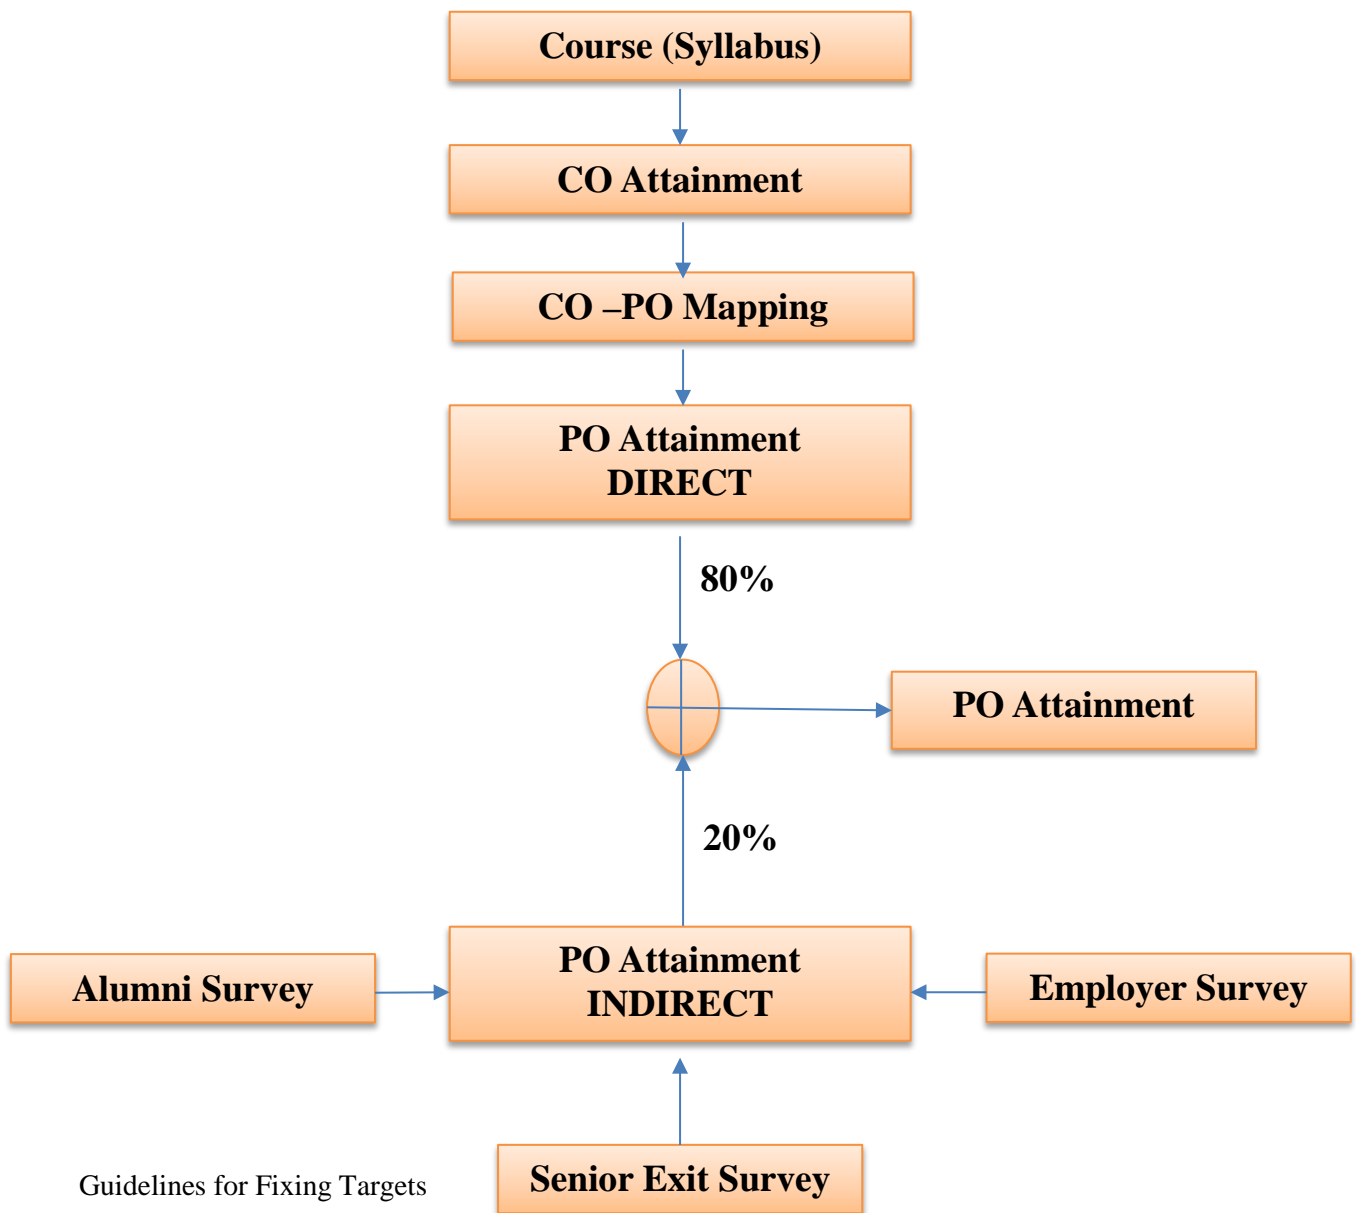 Course (Syllabus)
CO Attainment
CO –PO Mapping
PO Attainment
DIRECT
80%
PO Attainment
20%
PO Attainment
INDIRECT
Alumni Survey
Employer Survey
Senior Exit Survey
Guidelines for Fixing Targets